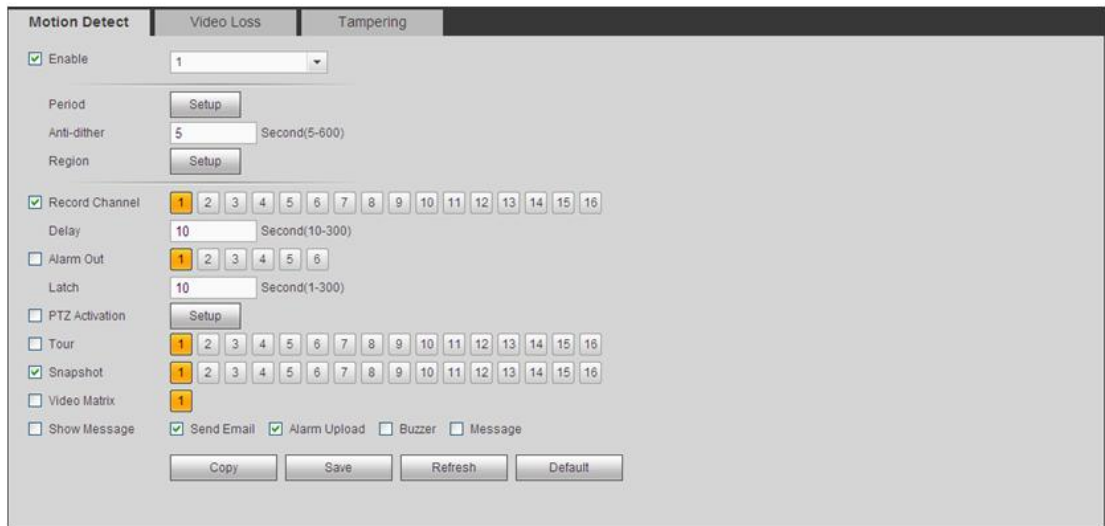 Motion Detect Video Loss Tampering
Enable 1
Period Setup
Anti-dither 5 Second(5-600)
Region Setup
Record Channel 1 2 3 4 5 6 7 8 9 10 11 12 13 14 15 16
Delay 10 Second(10-300)
Alarm Out 1 2 3 4 5 6
Latch 10 Second(1-300)
PTZ Activation Setup
Tour 1 2 3 4 5 6 7 8 9 10 11 12 13 14 15 16
Snapshot 1 2 3 4 5 6 7 8 9 10 11 12 13 14 15 16
Video Matrix 1
Show Message Send Email Alarm Upload Buzzer Message
Copy Save Refresh Default